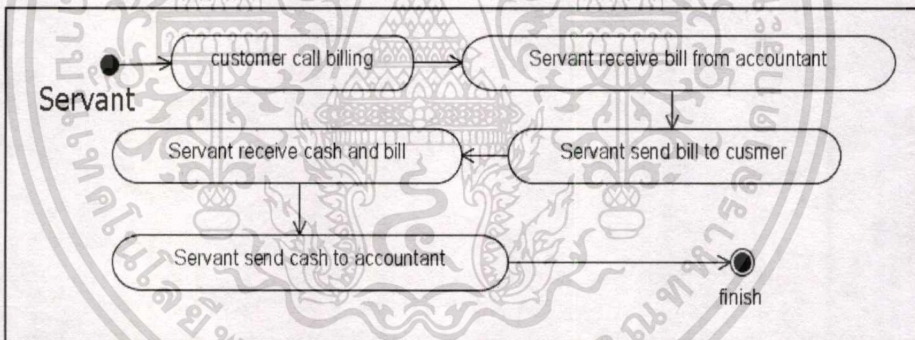 customer call billing
Servant receive bill from accountant
Servant
Servant receive cash and bill
Servant send bill to cusmer
Servant send cash to accountant
finish